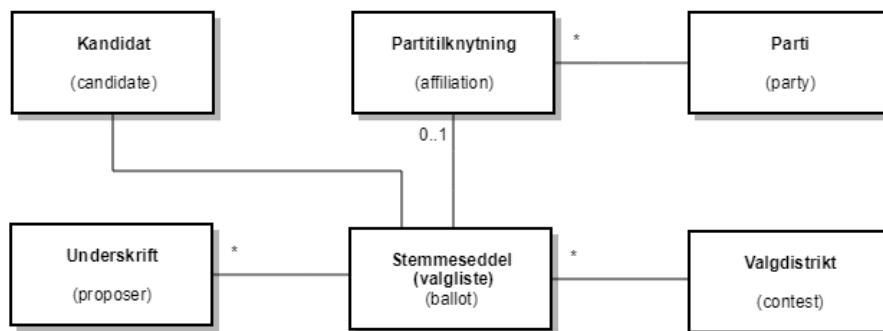 Kandidat
(candidate)
Partitilknytning
(affiliation)
*
Parti
(party)
0..1
Underskrift
(proposer)
*
Stemmeseddel
(valgliste)
(ballot)
*
Valgdistrikt
(contest)